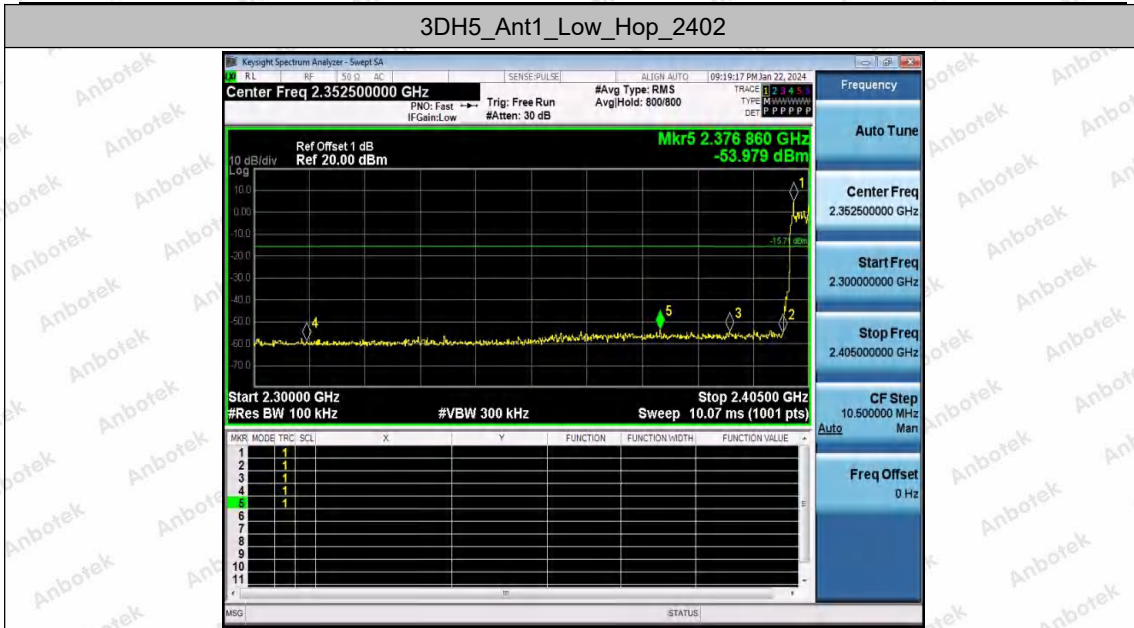 3DH5_Ant1_Low_Hop_2402
Keysight Spectrum Analyzer - Swept SA
RL RF 50 Ω AC SENSE:PULSE ALIGN AUTO 09:19:17 PM Jan 22, 2024
Center Freq 2.352500000 GHz
PNO: Fast
IFGain:Low
Trig: Free Run
#Atten: 30 dB
#Avg Type: RMS
Avg|Hold: 800/800
TRACE 1 2 3 4 5 6
TYPE M W W W W W
DET P P P P P P
Mkr5 2.376 860 GHz
-53.979 dBm
Ref Offset 1 dB
10 dB/div Ref 20.00 dBm
Log
10.0
0.00
-10.0
-20.0
-30.0
-40.0
-50.0
-60.0
-70.0
1
-15.71 dBm
4
5
3
2
Start 2.30000 GHz Stop 2.40500 GHz
#Res BW 100 kHz #VBW 300 kHz Sweep 10.07 ms (1001 pts)
MKR MODE TRC SCL X Y FUNCTION FUNCTION WIDTH FUNCTION VALUE
1 1
2 1
3 1
4 1
5 1
6
7
8
9
10
11
MSG STATUS
Frequency
Auto Tune
Center Freq
2.352500000 GHz
Start Freq
2.300000000 GHz
Stop Freq
2.405000000 GHz
CF Step
10.500000 MHz
Auto Man
Freq Offset
0 Hz
Anbotek